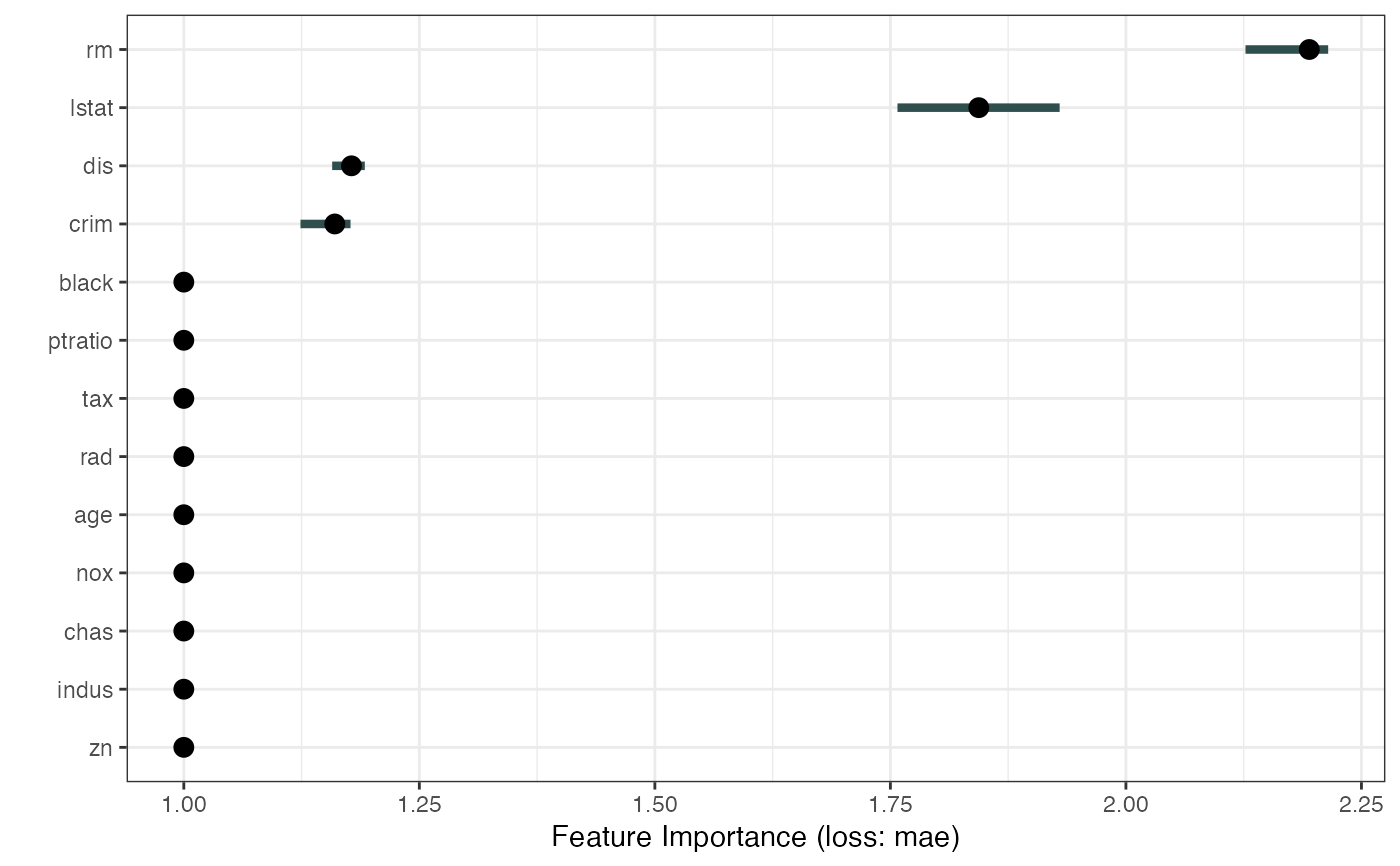 rm
lstat
dis
crim
black
ptratio
tax
rad
age
nox
chas
indus
zn
1.00 1.25 1.50 1.75 2.00 2.25
Feature Importance (loss: mae)